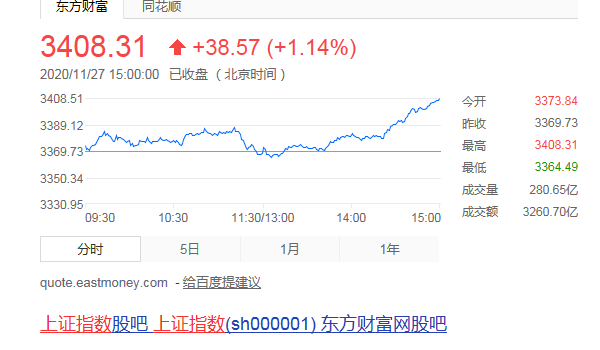 东方财富 同花顺
3408.31 +38.57 (+1.14%)
2020/11/27 15:00:00 已收盘 (北京时间)
3408.51
3389.12
3369.73
3350.34
3330.95
09:30 10:30 11:30/13:00 14:00 15:00
今开 3373.84
昨收 3369.73
最高 3408.31
最低 3364.49
成交量 280.65亿
成交额 3260.70亿
分时 5日 1月 1年
quote.eastmoney.com - 给百度提建议
上证指数股吧_上证指数(sh000001)_东方财富网股吧